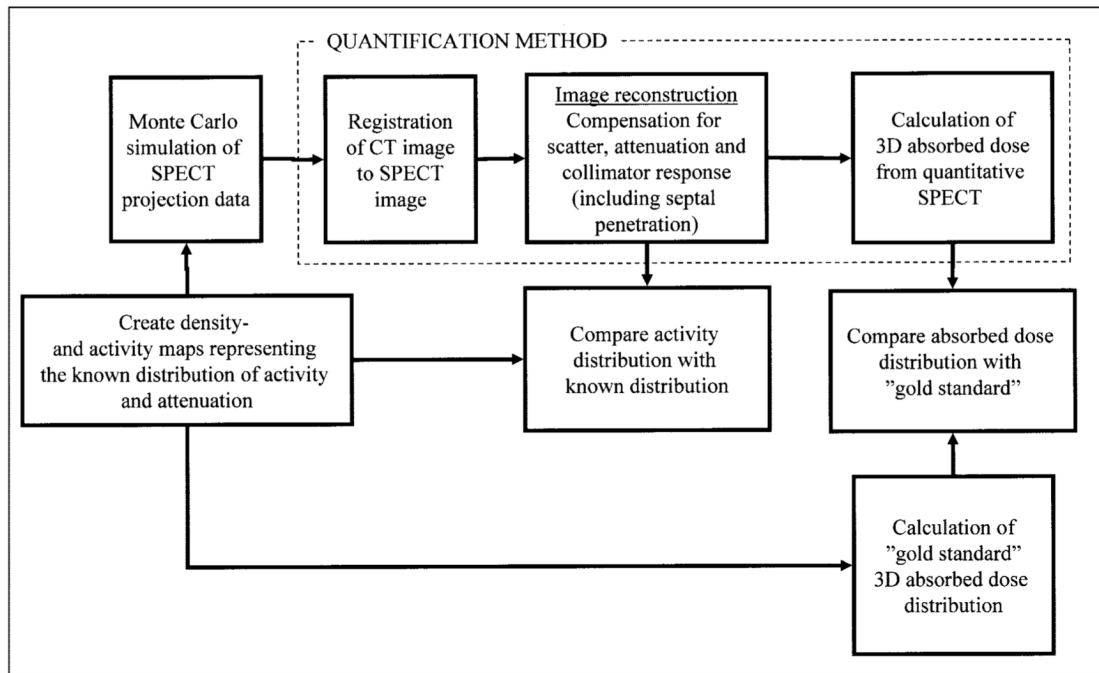 QUANTIFICATION METHOD
Monte Carlo
simulation of
SPECT
projection data
Registration
of CT image
to SPECT
image
Image reconstruction
Compensation for
scatter, attenuation and
collimator response
(including septal
penetration)
Calculation of
3D absorbed dose
from quantitative
SPECT
Create density-
and activity maps representing
the known distribution of activity
and attenuation
Compare activity
distribution with
known distribution
Compare absorbed dose
distribution with
"gold standard"
Calculation of
"gold standard"
3D absorbed dose
distribution